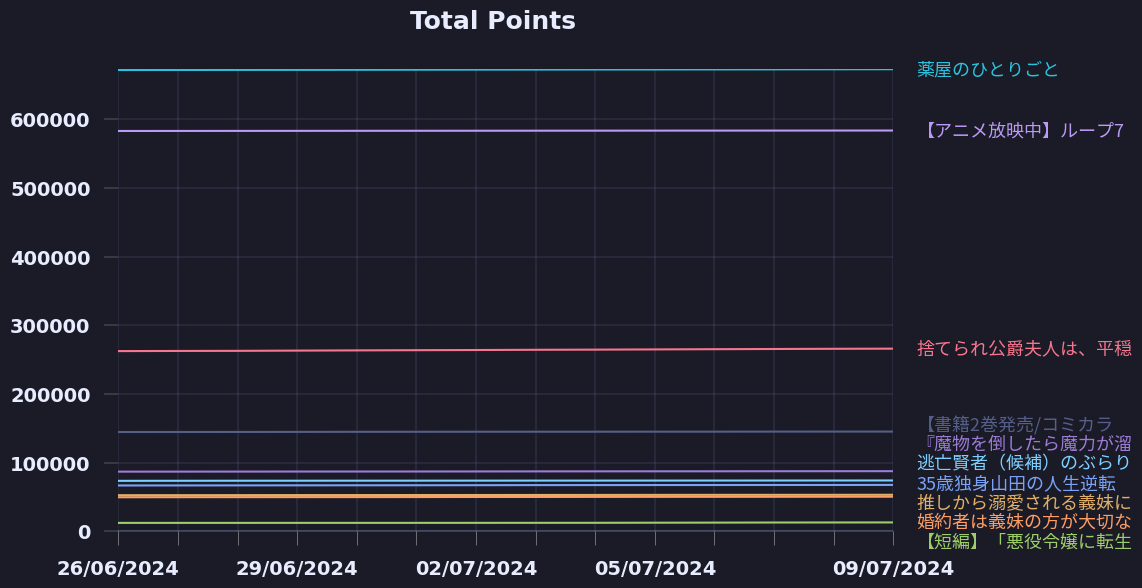 Total Points
薬屋のひとりごと
600000
【アニメ放映中】ループ7
500000
400000
300000
捨てられ公爵夫人は、平穏
200000
【書籍2巻発売/コミカラ
『魔物を倒したら魔力が溜
100000
逃亡賢者（候補）のぶらり
35歳独身山田の人生逆転
推しから溺愛される義妹に
婚約者は義妹の方が大切な
0
【短編】「悪役令嬢に転生
26/06/2024
29/06/2024
02/07/2024
05/07/2024
09/07/2024